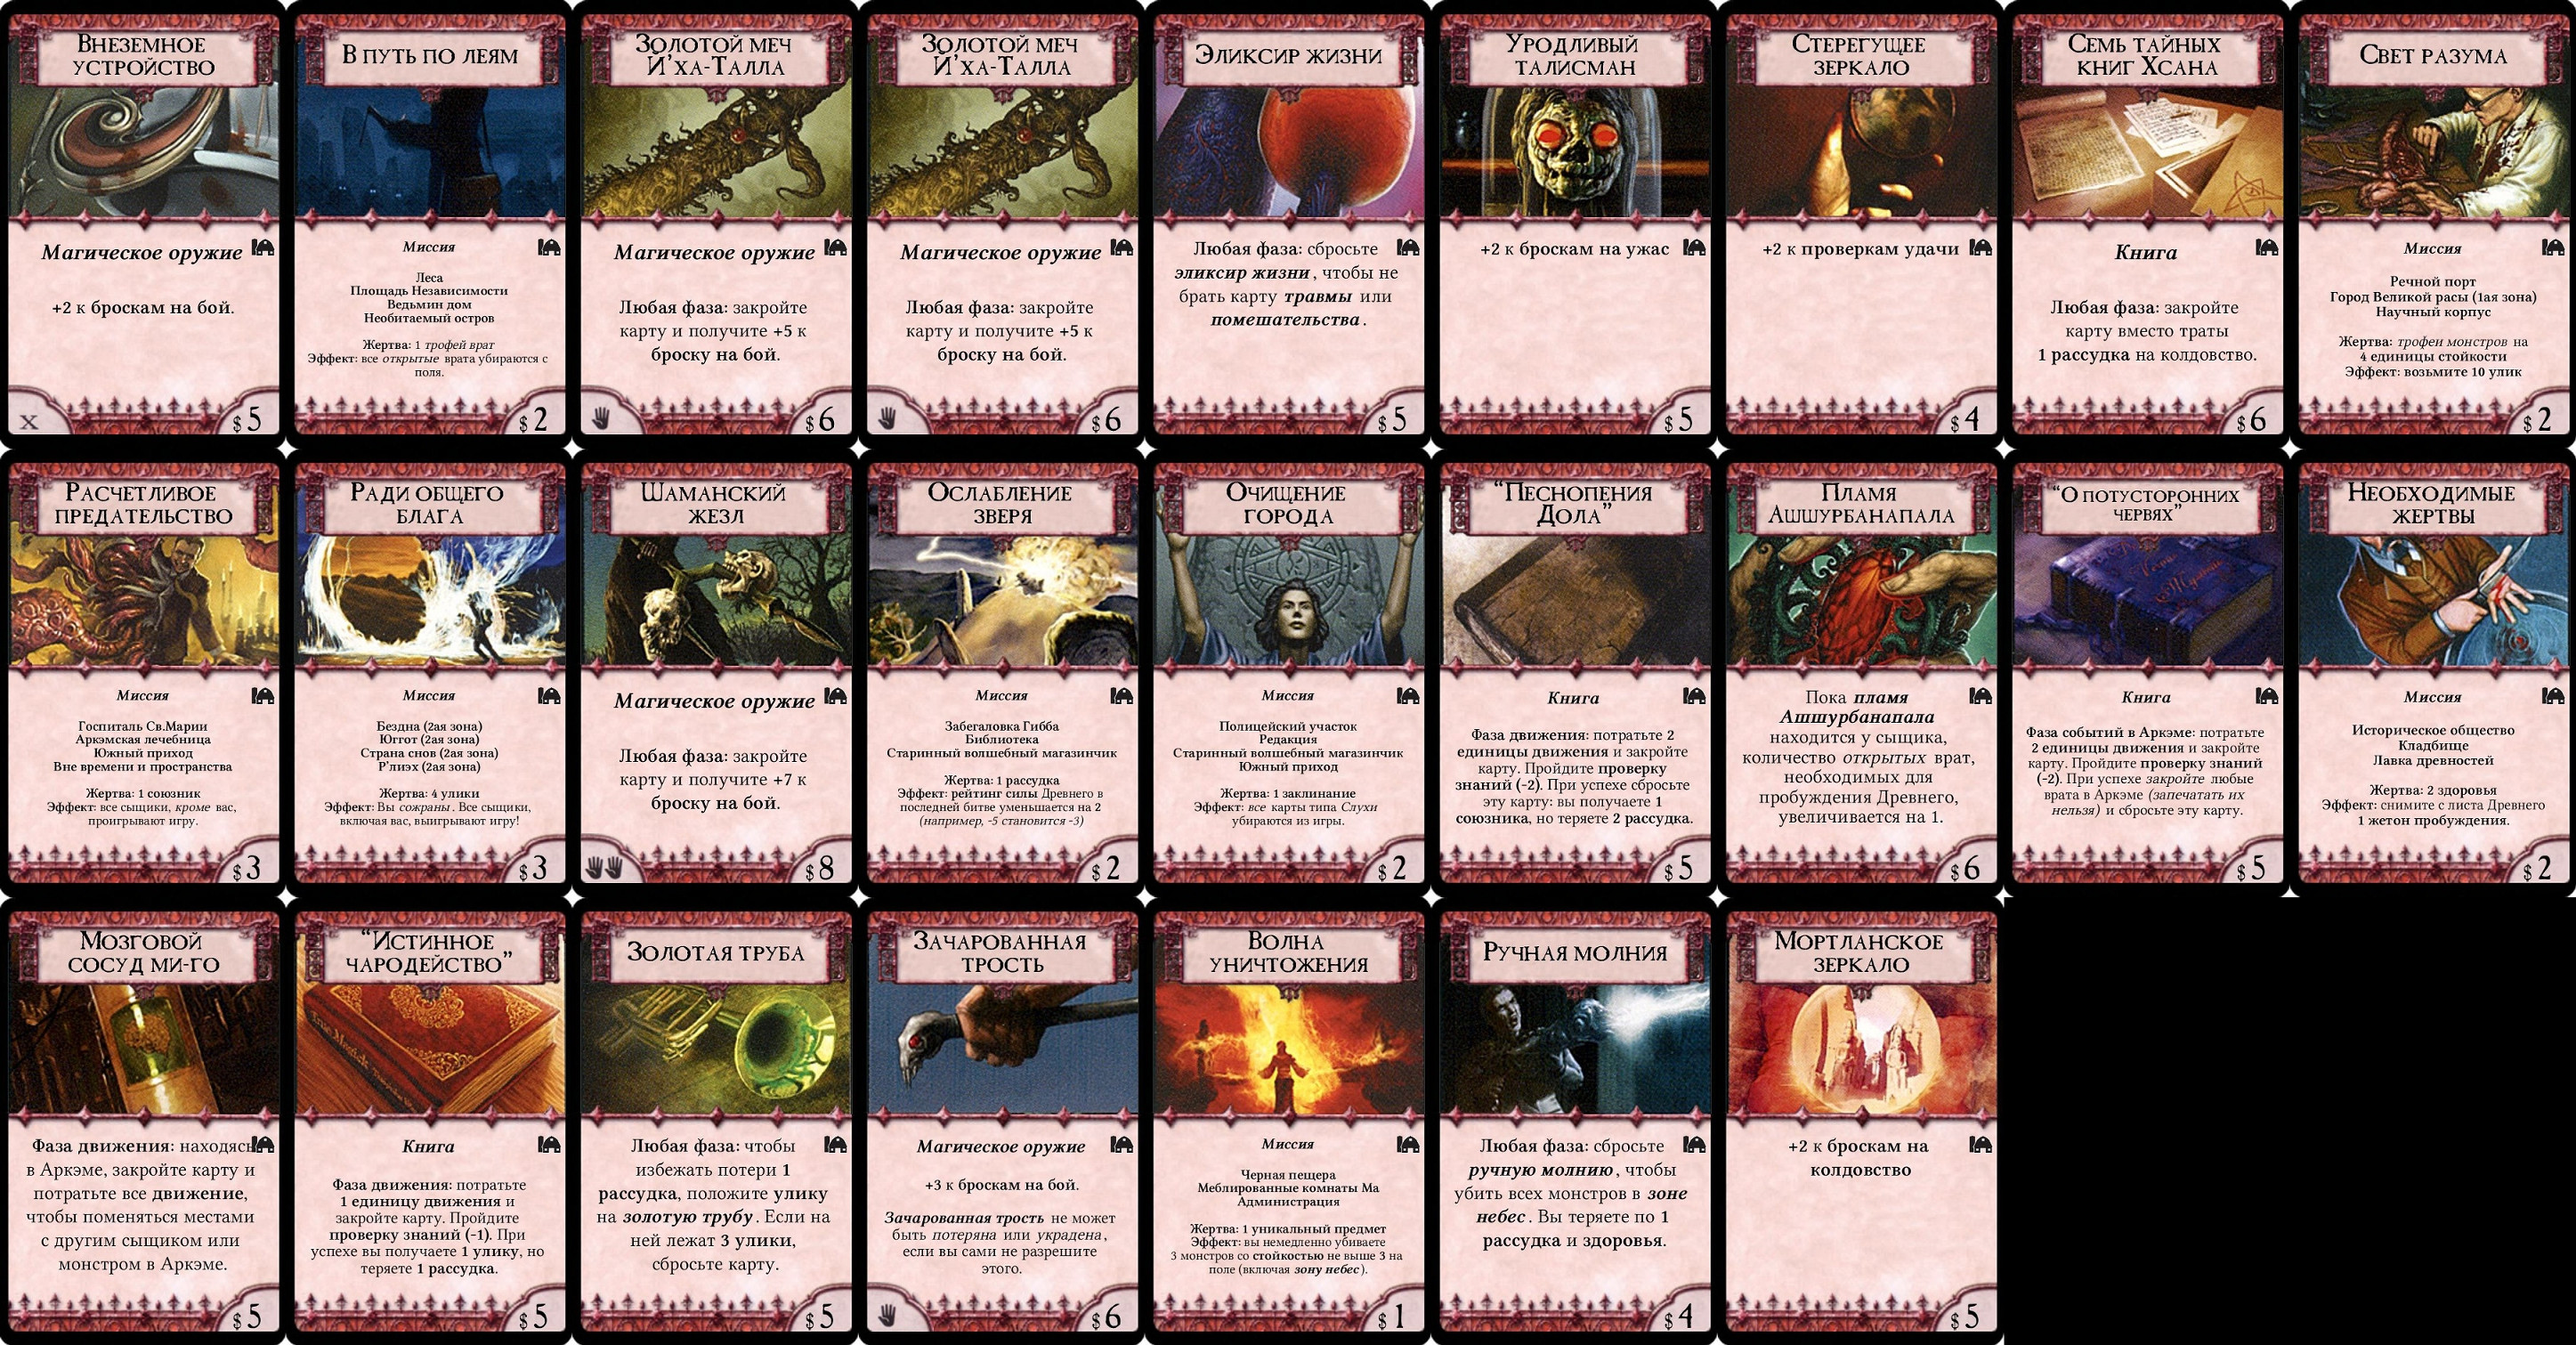 Внеземное
устройство
Магическое оружие
+2 к броскам на бой.
X
$5
В путь по леям
Миссия
Леса
Площадь Независимости
Ведьмин дом
Необитаемый остров
Жертва: 1 трофей врат
Эффект: все открытые врата убираются с
поля.
$2
Золотой меч
Й'ха-Талла
Магическое оружие
Любая фаза: закройте
карту и получите +5 к
броску на бой.
$6
Золотой меч
Й'ха-Талла
Магическое оружие
Любая фаза: закройте
карту и получите +5 к
броску на бой.
$6
Эликсир жизни
Любая фаза: сбросьте
эликсир жизни, чтобы не
брать карту травмы или
помешательства.
$5
Уродливый
талисман
+2 к броскам на ужас
$5
Стерегущее
зеркало
+2 к проверкам удачи
$4
Семь тайных
книг Хсана
Книга
Любая фаза: закройте
карту вместо траты
1 рассудка на колдовство.
$6
Свет разума
Миссия
Речной порт
Город Великой расы (1ая зона)
Научный корпус
Жертва: трофеи монстров на
4 единицы стойкости
Эффект: возьмите 10 улик
$2
Расчетливое
предательство
Миссия
Госпиталь Св.Марии
Аркэмская лечебница
Южный приход
Вне времени и пространства
Жертва: 1 союзник
Эффект: все сыщики, кроме вас,
проигрывают игру.
$3
Ради общего
блага
Миссия
Бездна (2ая зона)
Юггот (2ая зона)
Страна снов (2ая зона)
Р'лиэх (2ая зона)
Жертва: 4 улики
Эффект: Вы сожраны. Все сыщики,
включая вас, выигрывают игру!
$3
Шаманский
жезл
Магическое оружие
Любая фаза: закройте
карту и получите +7 к
броску на бой.
$8
Ослабление
зверя
Миссия
Забегаловка Гибба
Библиотека
Старинный волшебный магазинчик
Жертва: 1 рассудка
Эффект: рейтинг силы Древнего в
последней битве уменьшается на 2
(например, -5 становится -3)
$2
Очищение
города
Миссия
Полицейский участок
Редакция
Старинный волшебный магазинчик
Южный приход
Жертва: 1 заклинание
Эффект: все карты типа Слухи
убираются из игры.
$2
“Песнопения
Дола”
Книга
Фаза движения: потратьте 2
единицы движения и закройте
карту. Пройдите проверку
знаний (-2). При успехе сбросьте
эту карту: вы получаете 1
союзника, но теряете 2 рассудка.
$5
Пламя
Ашшурбанапала
Пока пламя
Ашшурбанапала
находится у сыщика,
количество открытых врат,
необходимых для
пробуждения Древнего,
увеличивается на 1.
$6
“О потусторонних
червях”
Книга
Фаза событий в Аркэме: потратьте
2 единицы движения и закройте
карту. Пройдите проверку знаний
(-2). При успехе закройте любые
врата в Аркэме (запечатать их
нельзя) и сбросьте эту карту.
$5
Необходимые
жертвы
Миссия
Историческое общество
Кладбище
Лавка древностей
Жертва: 2 здоровья
Эффект: снимите с листа Древнего
1 жетон пробуждения.
$2
Мозговой
сосуд ми-го
Фаза движения: находясь
в Аркэме, закройте карту и
потратьте все движение,
чтобы поменяться местами
с другим сыщиком или
монстром в Аркэме.
$5
“Истинное
чародейство”
Книга
Фаза движения: потратьте
1 единицу движения и
закройте карту. Пройдите
проверку знаний (-1). При
успехе вы получаете 1 улику, но
теряете 1 рассудка.
$5
Золотая труба
Любая фаза: чтобы
избежать потери 1
рассудка, положите улику
на золотую трубу. Если на
ней лежат 3 улики,
сбросьте карту.
$5
Зачарованная
трость
Магическое оружие
+3 к броскам на бой.
Зачарованная трость не может
быть потеряна или украдена,
если вы сами не разрешите
этого.
$6
Волна
уничтожения
Миссия
Черная пещера
Меблированные комнаты Ма
Администрация
Жертва: 1 уникальный предмет
Эффект: вы немедленно убиваете
3 монстров со стойкостью не выше 3 на
поле (включая зону небес).
$1
Ручная молния
Любая фаза: сбросьте
ручную молнию, чтобы
убить всех монстров в зоне
небес. Вы теряете по 1
рассудка и здоровья.
$4
Мортланское
зеркало
+2 к броскам на
колдовство
$5